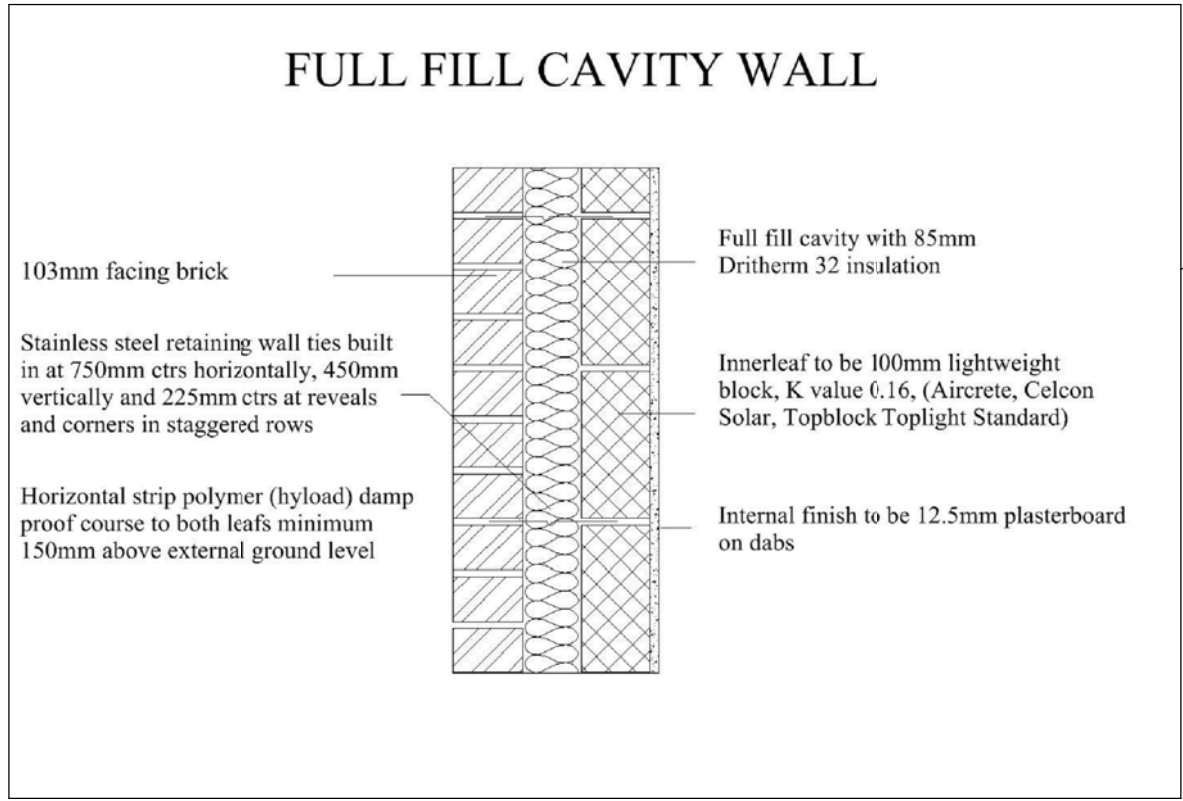 FULL FILL CAVITY WALL
103mm facing brick
Stainless steel retaining wall ties built
in at 750mm ctrs horizontally, 450mm
vertically and 225mm ctrs at reveals
and corners in staggered rows
Horizontal strip polymer (hyload) damp
proof course to both leafs minimum
150mm above external ground level
Full fill cavity with 85mm
Dritherm 32 insulation
Innerleaf to be 100mm lightweight
block, K value 0.16, (Aircrete, Celcon
Solar, Topblock Toplight Standard)
Internal finish to be 12.5mm plasterboard
on dabs